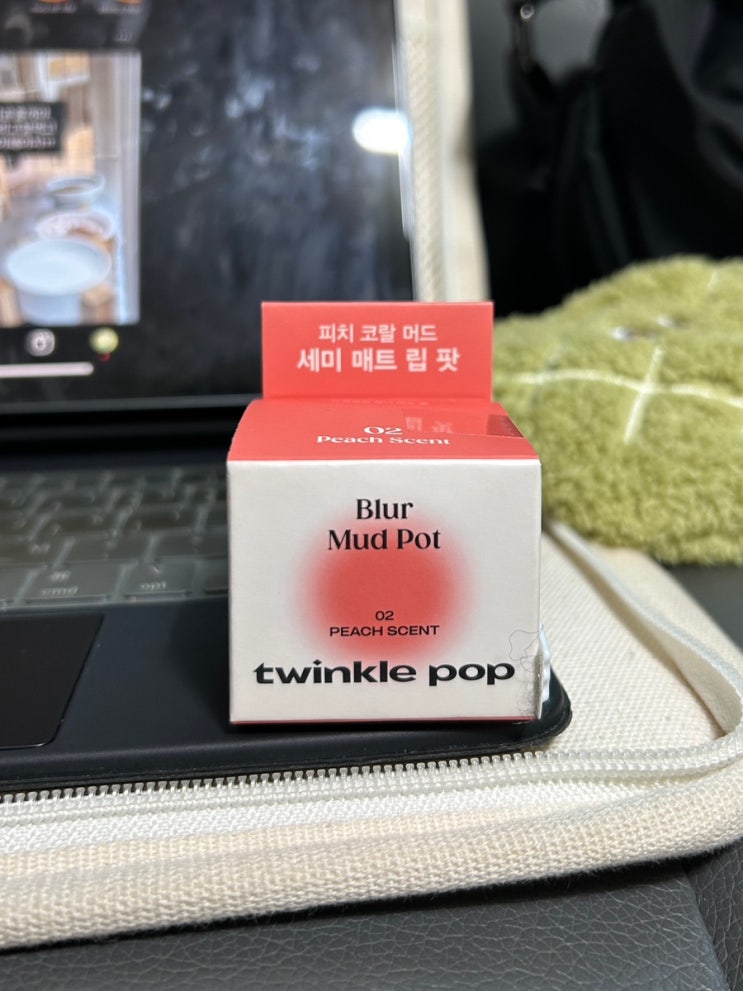 피치 코랄 머드
세미 매트 립 팟
02
Peach Scent
Blur
Mud Pot
02
PEACH SCENT
twinkle pop
opt